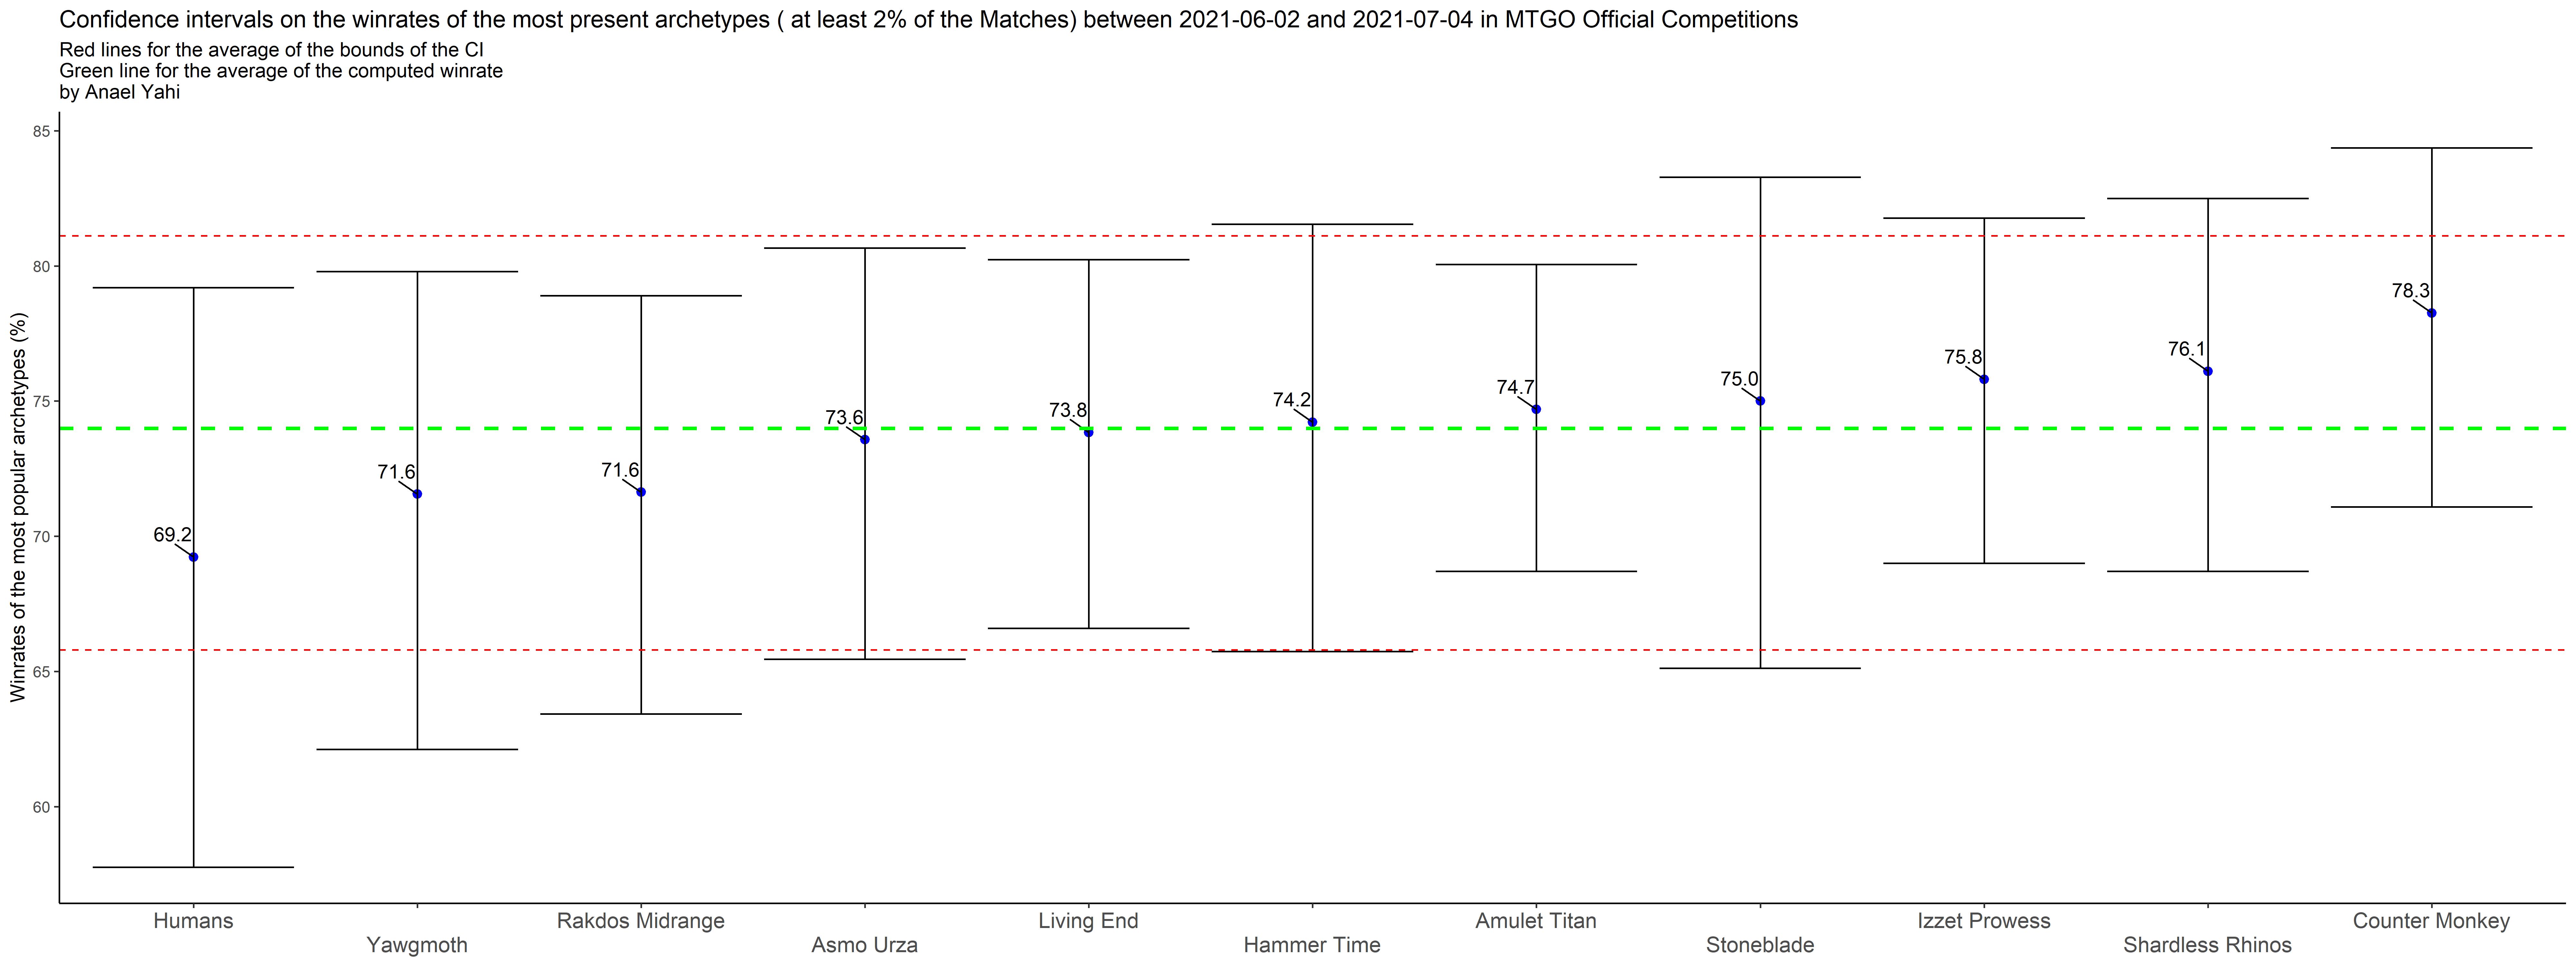 Confidence intervals on the winrates of the most present archetypes ( at least 2% of the Matches) between 2021-06-02 and 2021-07-04 in MTGO Official Competitions
Red lines for the average of the bounds of the CI
Green line for the average of the computed winrate
by Anael Yahi
Winrates of the most popular archetypes (%)
85
80
75
70
65
60
69.2
71.6
71.6
73.6
73.8
74.2
74.7
75.0
75.8
76.1
78.3
Humans
Yawgmoth
Rakdos Midrange
Asmo Urza
Living End
Hammer Time
Amulet Titan
Stoneblade
Izzet Prowess
Shardless Rhinos
Counter Monkey